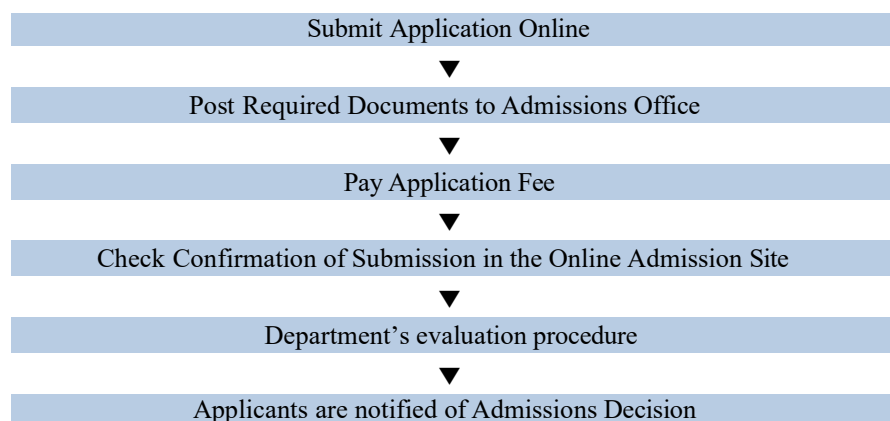 Submit Application Online
Post Required Documents to Admissions Office
Pay Application Fee
Check Confirmation of Submission in the Online Admission Site
Department’s evaluation procedure
Applicants are notified of Admissions Decision